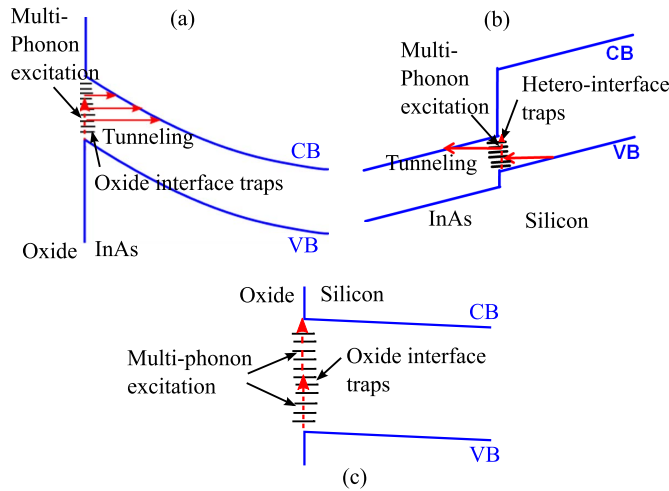 (a)
Multi-
Phonon
excitation
Tunneling
Oxide interface traps
CB
VB
Oxide
InAs
(b)
Multi-
Phonon
excitation
Hetero-interface
traps
CB
VB
Tunneling
InAs
Silicon
Oxide
Silicon
CB
Multi-phonon
excitation
Oxide interface
traps
VB
(c)